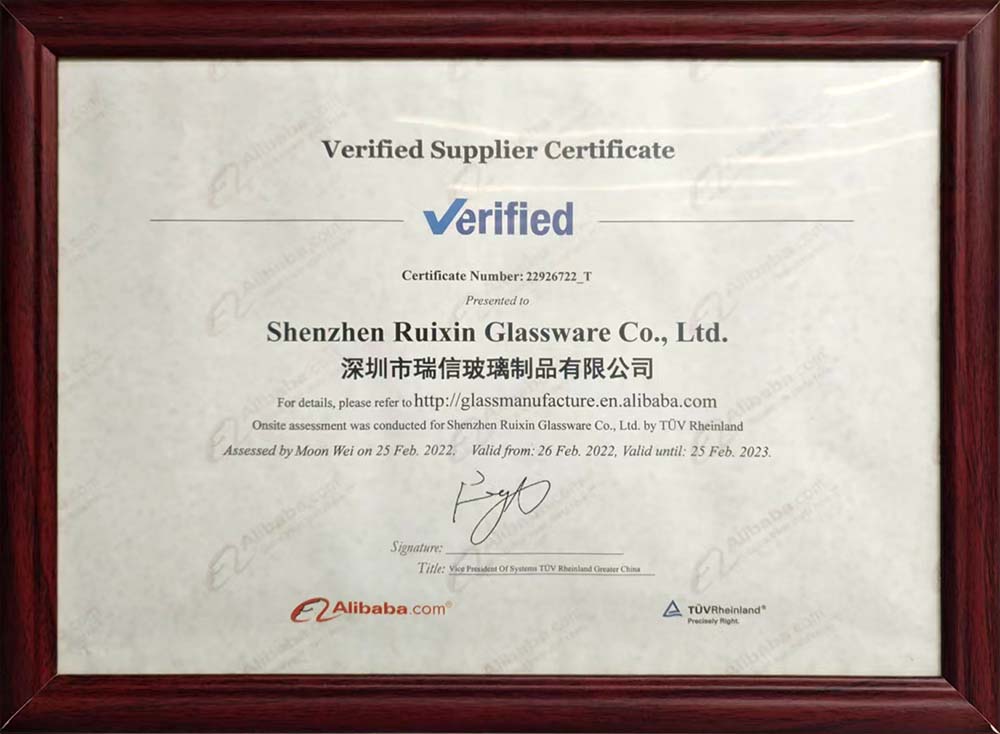 Verified Supplier Certificate
Verified
Certificate Number: 22926722_T
Presented to
Shenzhen Ruixin Glassware Co., Ltd.
深圳市瑞信玻璃制品有限公司
For details, please refer to http://glassmanufacture.en.alibaba.com
Onsite assessment was conducted for Shenzhen Ruixin Glassware Co., Ltd. by TÜV Rheinland
Assessed by Moon Wei on 25 Feb. 2022. Valid from: 26 Feb. 2022, Valid until: 25 Feb. 2023.
Signature:
Title: Vice President Of Systems TÜV Rheinland Greater China
Alibaba.com®
TÜVRheinland®
Precisely Right.